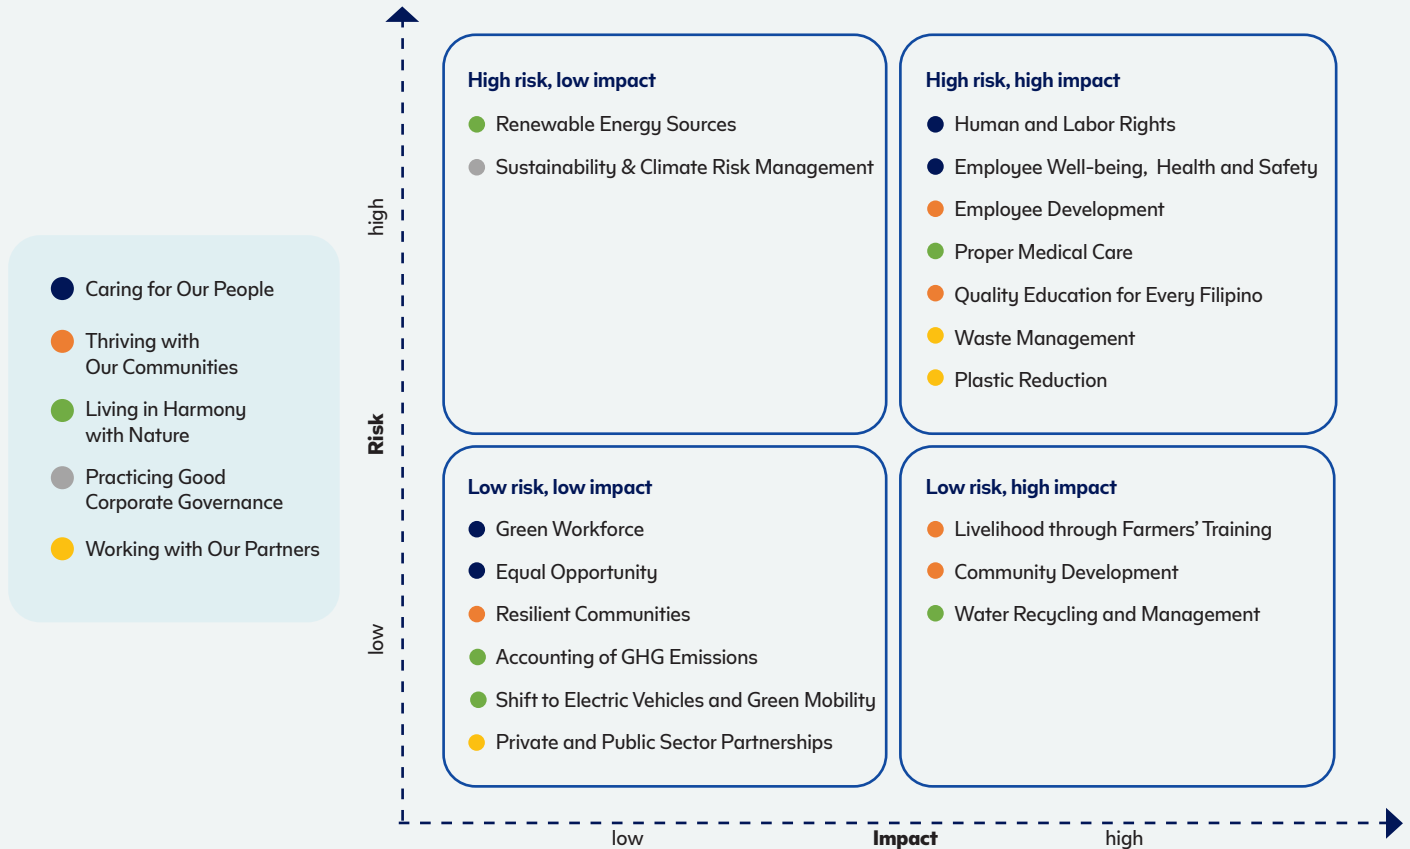 Caring for Our People
Thriving with
Our Communities
Living in Harmony
with Nature
Practicing Good
Corporate Governance
Working with Our Partners
high
Risk
low
High risk, low impact
Renewable Energy Sources
Sustainability & Climate Risk Management
High risk, high impact
Human and Labor Rights
Employee Well-being, Health and Safety
Employee Development
Proper Medical Care
Quality Education for Every Filipino
Waste Management
Plastic Reduction
Low risk, low impact
Green Workforce
Equal Opportunity
Resilient Communities
Accounting of GHG Emissions
Shift to Electric Vehicles and Green Mobility
Private and Public Sector Partnerships
Low risk, high impact
Livelihood through Farmers’ Training
Community Development
Water Recycling and Management
low
Impact
high